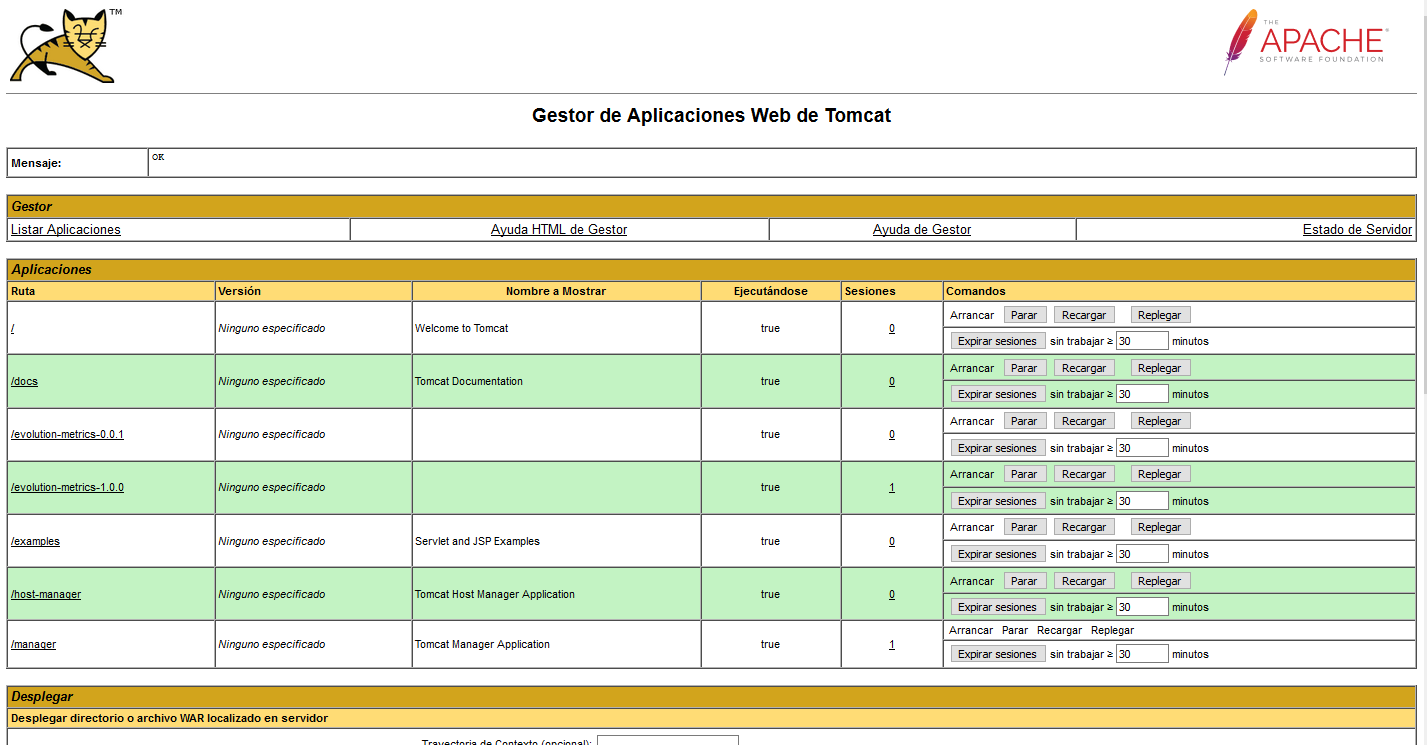 TM
THE
APACHE®
SOFTWARE FOUNDATION
Gestor de Aplicaciones Web de Tomcat
Mensaje: OK
Gestor
Listar Aplicaciones Ayuda HTML de Gestor Ayuda de Gestor Estado de Servidor
Aplicaciones
Ruta Versión Nombre a Mostrar Ejecutándose Sesiones Comandos
/ Ninguno especificado Welcome to Tomcat true 0 Arrancar Parar Recargar Replegar
Expirar sesiones sin trabajar ≥ 30 minutos
/docs Ninguno especificado Tomcat Documentation true 0 Arrancar Parar Recargar Replegar
Expirar sesiones sin trabajar ≥ 30 minutos
/evolution-metrics-0.0.1 Ninguno especificado true 0 Arrancar Parar Recargar Replegar
Expirar sesiones sin trabajar ≥ 30 minutos
/evolution-metrics-1.0.0 Ninguno especificado true 1 Arrancar Parar Recargar Replegar
Expirar sesiones sin trabajar ≥ 30 minutos
/examples Ninguno especificado Servlet and JSP Examples true 0 Arrancar Parar Recargar Replegar
Expirar sesiones sin trabajar ≥ 30 minutos
/host-manager Ninguno especificado Tomcat Host Manager Application true 0 Arrancar Parar Recargar Replegar
Expirar sesiones sin trabajar ≥ 30 minutos
/manager Ninguno especificado Tomcat Manager Application true 1 Arrancar Parar Recargar Replegar
Expirar sesiones sin trabajar ≥ 30 minutos
Desplegar
Desplegar directorio o archivo WAR localizado en servidor
Trayectoria de Contexto (opcional):